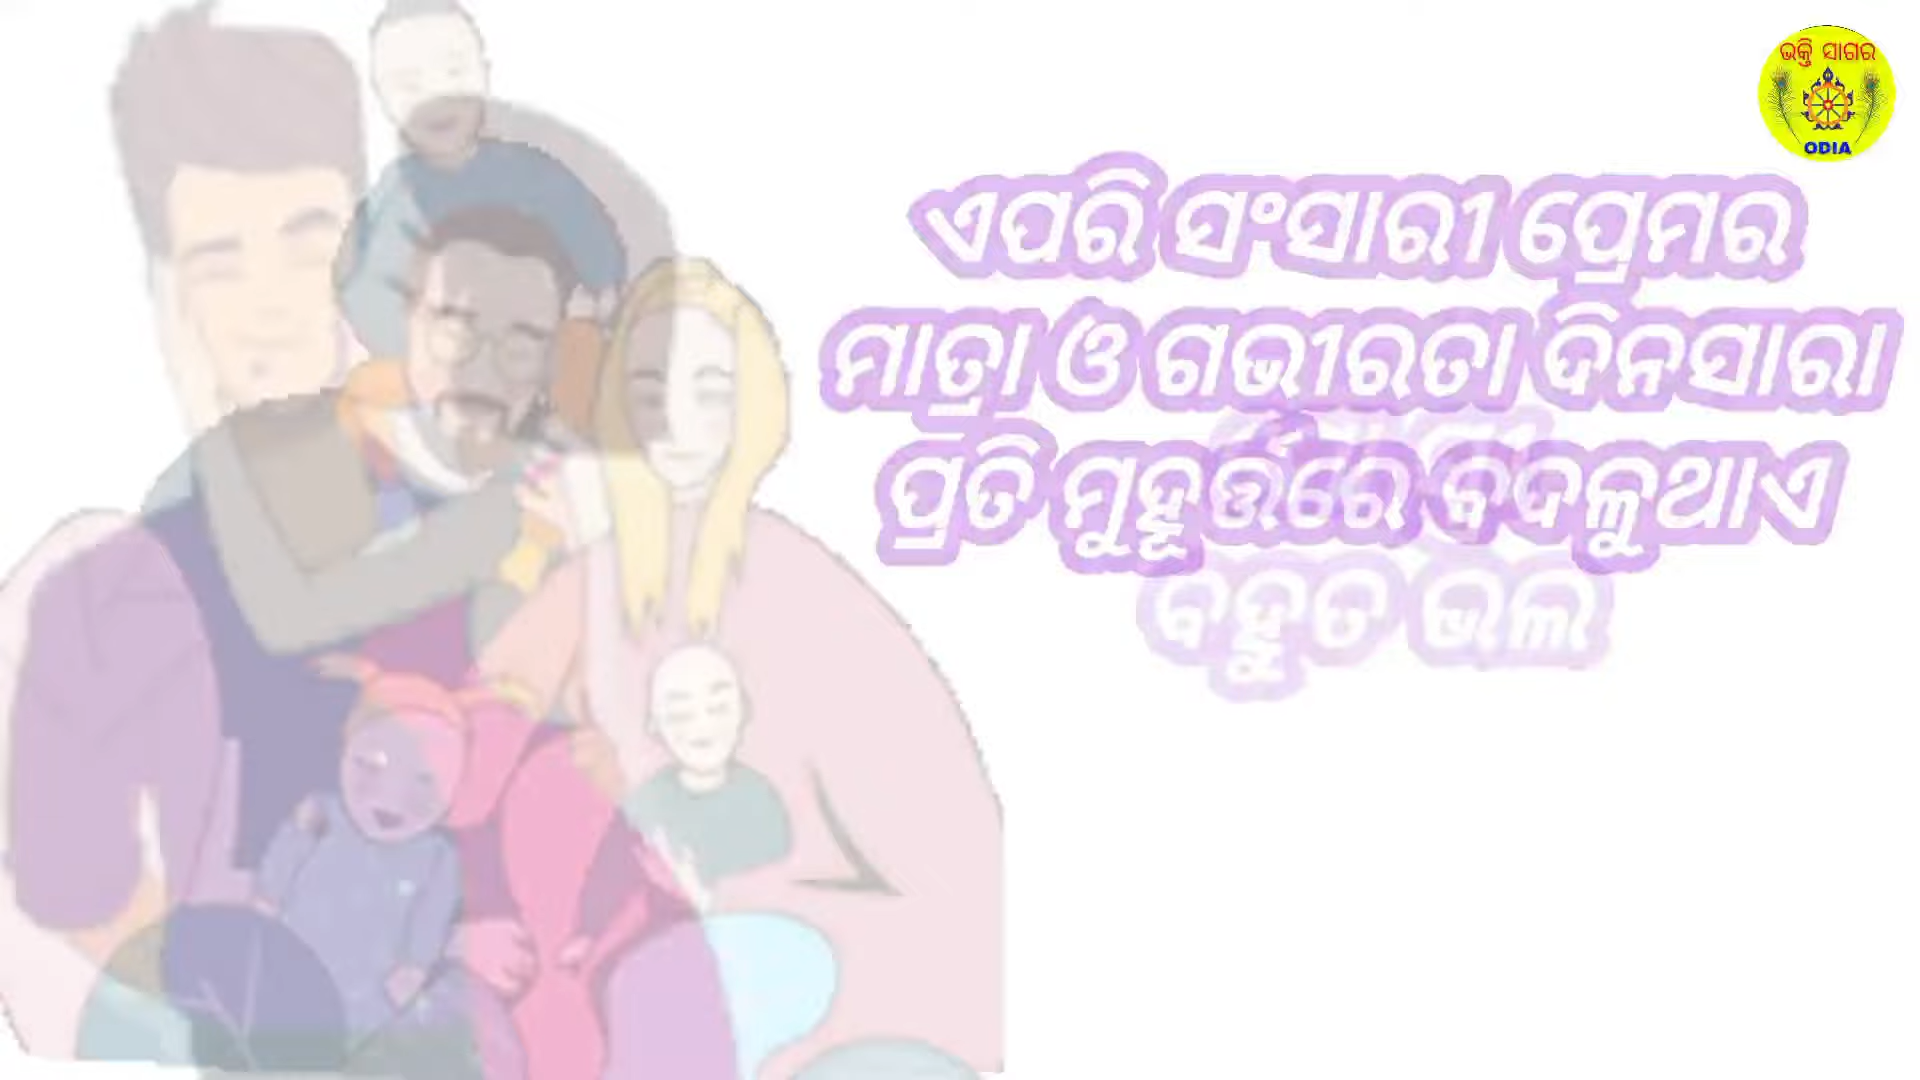 ଭକ୍ତି ସାଗର
ODIA
ଏପରି ସଂସାରୀ ପ୍ରେମର
ମାତ୍ରା ଓ ଗଭୀରତା ଦିନସାରା
ପ୍ରତି ମୁହୂର୍ତ୍ତରେ ବଦଳୁଥାଏ
ବହୁତ ଭଲ